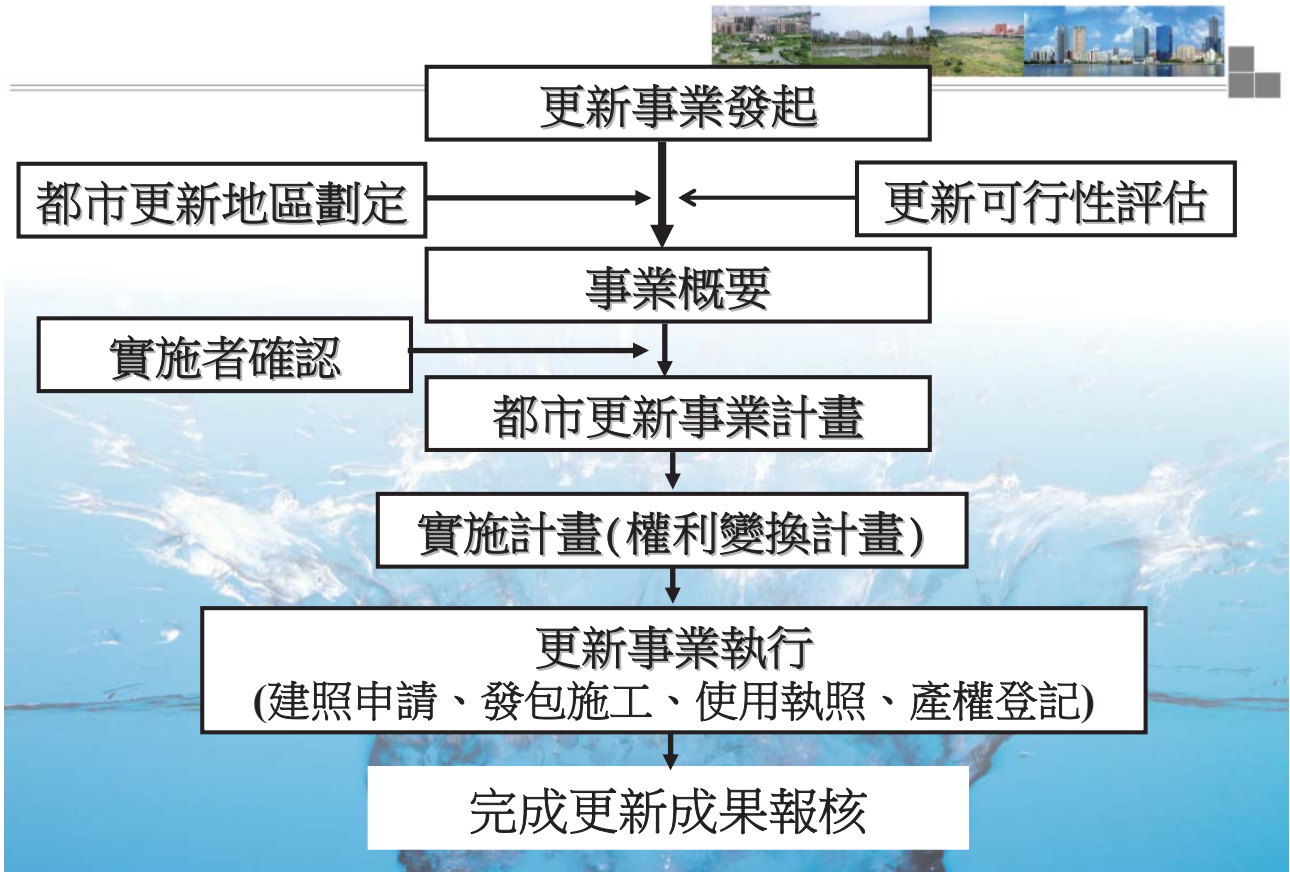 更新事業發起
都市更新地區劃定
更新可行性評估
事業概要
實施者確認
都市更新事業計畫
實施計畫(權利變換計畫)
更新事業執行
(建照申請、發包施工、使用執照、產權登記)
完成更新成果報核